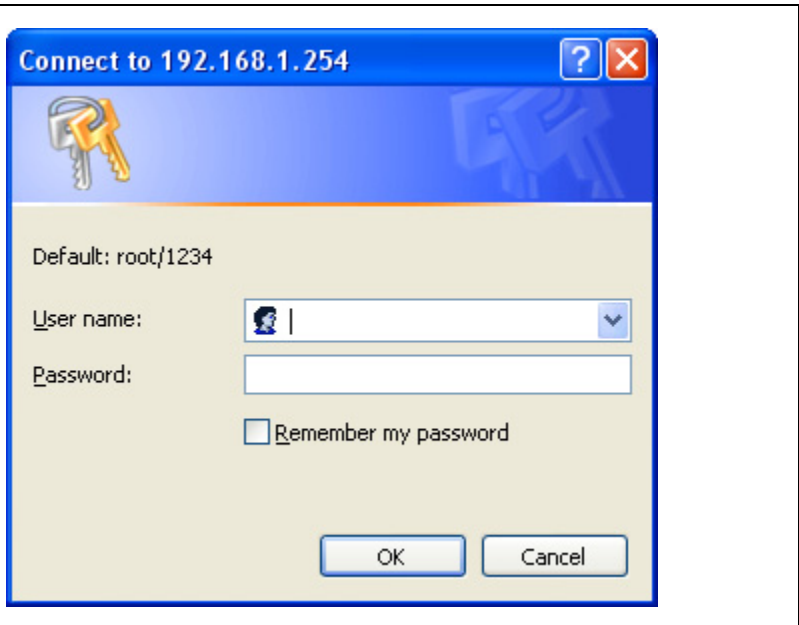 Connect to 192.168.1.254
Default: root/1234
User name:
Password:
Remember my password
OK
Cancel